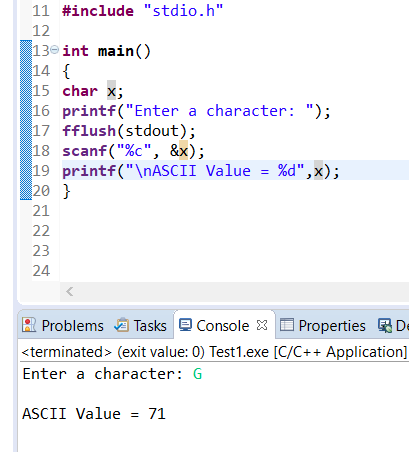 11 #include "stdio.h"
12
13 int main()
14 {
15 char x;
16 printf("Enter a character: ");
17 fflush(stdout);
18 scanf("%c", &x);
19 printf("\nASCII Value = %d",x);
20 }
21
22
23
24
Problems Tasks Console Properties De
<terminated> (exit value: 0) Test1.exe [C/C++ Application]
Enter a character: G
ASCII Value = 71